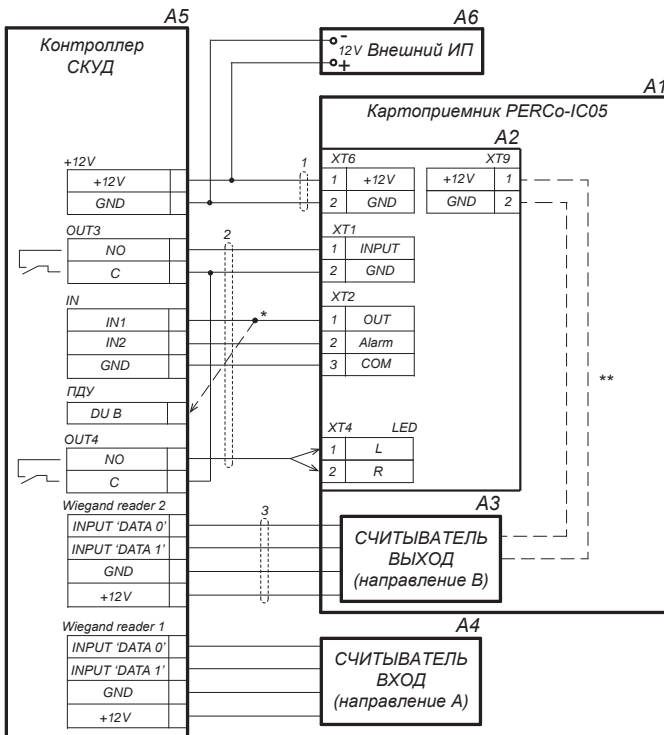 A5
Контроллер
СКУД
+12V
+12V
GND
OUT3
NO
C
IN
IN1
IN2
GND
ПДУ
DU B
OUT4
NO
C
Wiegand reader 2
INPUT 'DATA 0'
INPUT 'DATA 1'
GND
+12V
Wiegand reader 1
INPUT 'DATA 0'
INPUT 'DATA 1'
GND
+12V
1
2
*
3
A6
-
12V Внешний ИП
+
A1
Картоприемник PERCo-IC05
A2
XT6
1 +12V
2 GND
XT9
+12V 1
GND 2
XT1
1 INPUT
2 GND
XT2
1 OUT
2 Alarm
3 COM
XT4 LED
1 L
2 R
**
A3
СЧИТЫВАТЕЛЬ
ВЫХОД
(направление B)
A4
СЧИТЫВАТЕЛЬ
ВХОД
(направление A)